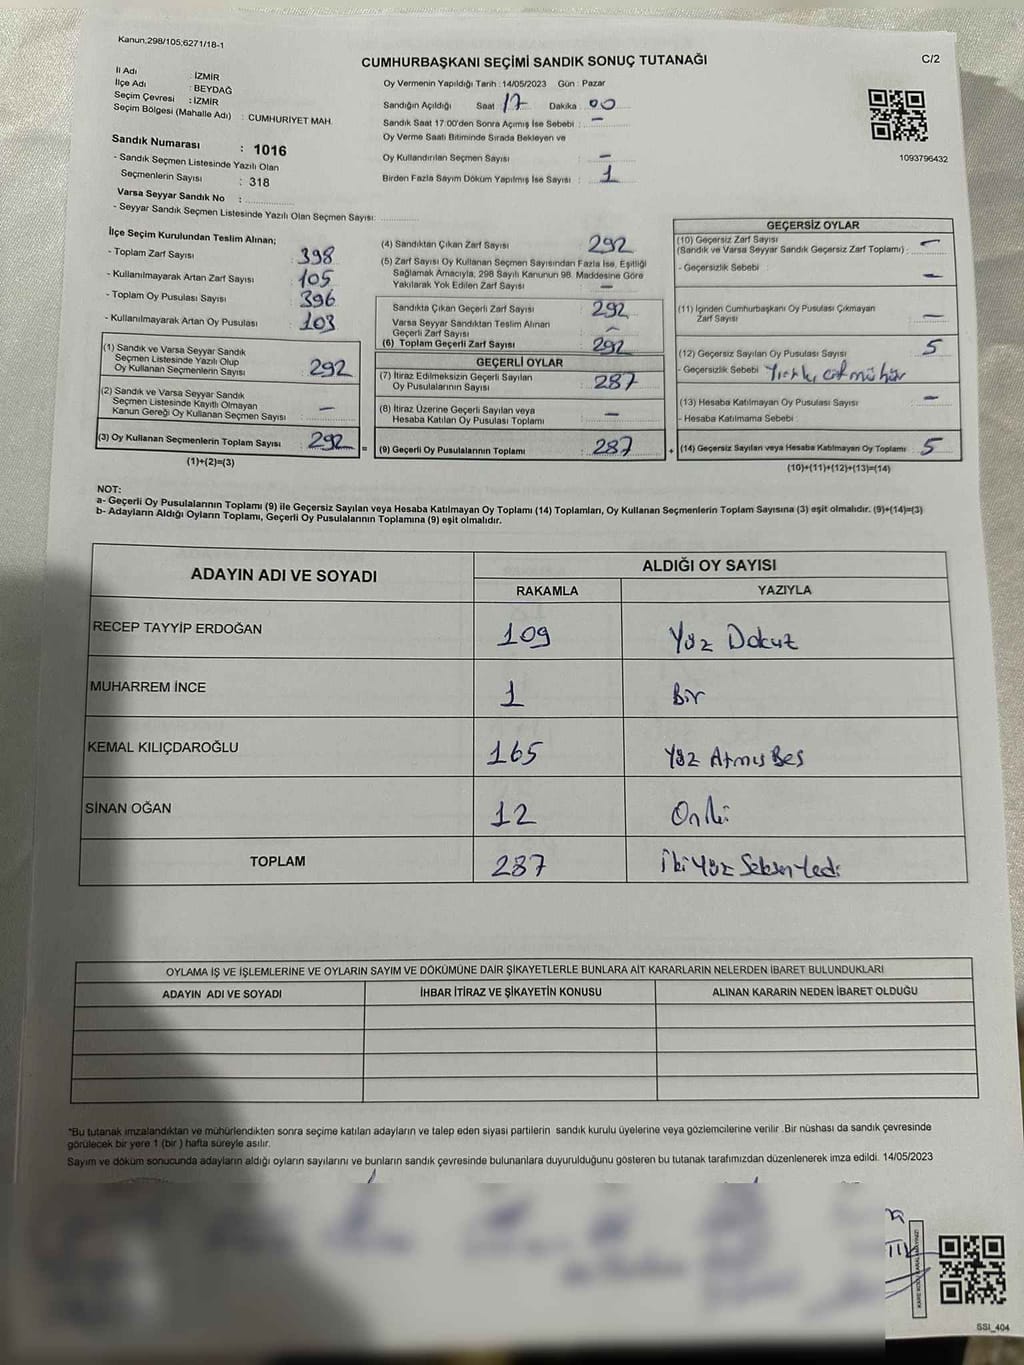 Kanun;298/105;6271/18-1
CUMHURBAŞKANI SEÇİMİ SANDIK SONUÇ TUTANAĞI
C/2
İl Adı : İZMİR
İlçe Adı : BEYDAĞ
Seçim Çevresi : İZMİR
Seçim Bölgesi (Mahalle Adı) : CUMHURİYET MAH.
Sandık Numarası : 1016
- Sandık Seçmen Listesinde Yazılı Olan
Seçmenlerin Sayısı : 318
Varsa Seyyar Sandık No :
- Seyyar Sandık Seçmen Listesinde Yazılı Olan Seçmen Sayısı:
Oy Vermenin Yapıldığı Tarih : 14/05/2023 Gün : Pazar
Sandığın Açıldığı Saat 17 Dakika 00
Sandık Saat 17:00'den Sonra Açımış İse Sebebi : –
Oy Verme Saati Bitiminde Sırada Bekleyen ve
Oy Kullandırılan Seçmen Sayısı –
Birden Fazla Sayım Döküm Yapılmış İse Sayısı : 1
1093796432
İlçe Seçim Kurulundan Teslim Alınan;
- Toplam Zarf Sayısı : 398
- Kullanılmayarak Artan Zarf Sayısı : 105
- Toplam Oy Pusulası Sayısı : 396
- Kullanılmayarak Artan Oy Pusulası : 103
(1) Sandık ve Varsa Seyyar Sandık
Seçmen Listesinde Yazılı Olup
Oy Kullanan Seçmenlerin Sayısı : 292
(2) Sandık ve Varsa Seyyar Sandık
Seçmen Listesinde Kayıtlı Olmayan
Kanun Gereği Oy Kullanan Seçmen Sayısı : –
(3) Oy Kullanan Seçmenlerin Toplam Sayısı : 292 =
(1)+(2)=(3)
(4) Sandıktan Çıkan Zarf Sayısı : 292
(5) Zarf Sayısı Oy Kullanan Seçmen Sayısından Fazla İse, Eşitliği
Sağlamak Amacıyla, 298 Sayılı Kanunun 98. Maddesine Göre
Yakılarak Yok Edilen Zarf Sayısı : –
Sandıkta Çıkan Geçerli Zarf Sayısı : 292
Varsa Seyyar Sandıktan Teslim Alınan
Geçerli Zarf Sayısı : –
(6) Toplam Geçerli Zarf Sayısı : 292
GEÇERLİ OYLAR
(7) İtiraz Edilmeksizin Geçerli Sayılan
Oy Pusulalarının Sayısı : 287
(8) İtiraz Üzerine Geçerli Sayılan veya
Hesaba Katılan Oy Pusulası Toplamı : –
(9) Geçerli Oy Pusulalarının Toplamı : 287 +
GEÇERSİZ OYLAR
(10) Geçersiz Zarf Sayısı
(Sandık ve Varsa Seyyar Sandık Geçersiz Zarf Toplamı) : –
- Geçersizlik Sebebi : –
(11) İçinden Cumhurbaşkanı Oy Pusulası Çıkmayan
Zarf Sayısı : –
(12) Geçersiz Sayılan Oy Pusulası Sayısı : 5
- Geçersizlik Sebebi
(13) Hesaba Katılmayan Oy Pusulası Sayısı : –
- Hesaba Katılmama Sebebi :
(14) Geçersiz Sayılan veya Hesaba Katılmayan Oy Toplamı : 5
(10)+(11)+(12)+(13)=(14)
NOT:
a- Geçerli Oy Pusulalarının Toplamı (9) ile Geçersiz Sayılan veya Hesaba Katılmayan Oy Toplamı (14) Toplamları, Oy Kullanan Seçmenlerin Toplam Sayısına (3) eşit olmalıdır. (9)+(14)=(3)
b- Adayların Aldığı Oyların Toplamı, Geçerli Oy Pusulalarının Toplamına (9) eşit olmalıdır.
ADAYIN ADI VE SOYADI ALDIĞI OY SAYISI
RAKAMLA YAZIYLA
RECEP TAYYİP ERDOĞAN 109 Yüz Dokuz
MUHARREM İNCE 1 Bir
KEMAL KILIÇDAROĞLU 165 Yüz Atmış Beş
SİNAN OĞAN 12 Oniki
TOPLAM 287 İki Yüz Seksen Yedi
OYLAMA İŞ VE İŞLEMLERİNE VE OYLARIN SAYIM VE DÖKÜMÜNE DAİR ŞİKAYETLERLE BUNLARA AİT KARARLARIN NELERDEN İBARET BULUNDUKLARI
ADAYIN ADI VE SOYADI İHBAR İTİRAZ VE ŞİKAYETİN KONUSU ALINAN KARARIN NEDEN İBARET OLDUĞU
*Bu tutanak imzalandıktan ve mühürlendikten sonra seçime katılan adayların ve talep eden siyasi partilerin sandık kurulu üyelerine veya gözlemcilerine verilir .Bir nüshası da sandık çevresinde
görülecek bir yere 1 (bir ) hafta süreyle asılır.
Sayım ve döküm sonucunda adayların aldığı oyların sayılarını ve bunların sandık çevresinde bulunanlara duyurulduğunu gösteren bu tutanak tarafımızdan düzenlenerek imza edildi. 14/05/2023
SSI_404